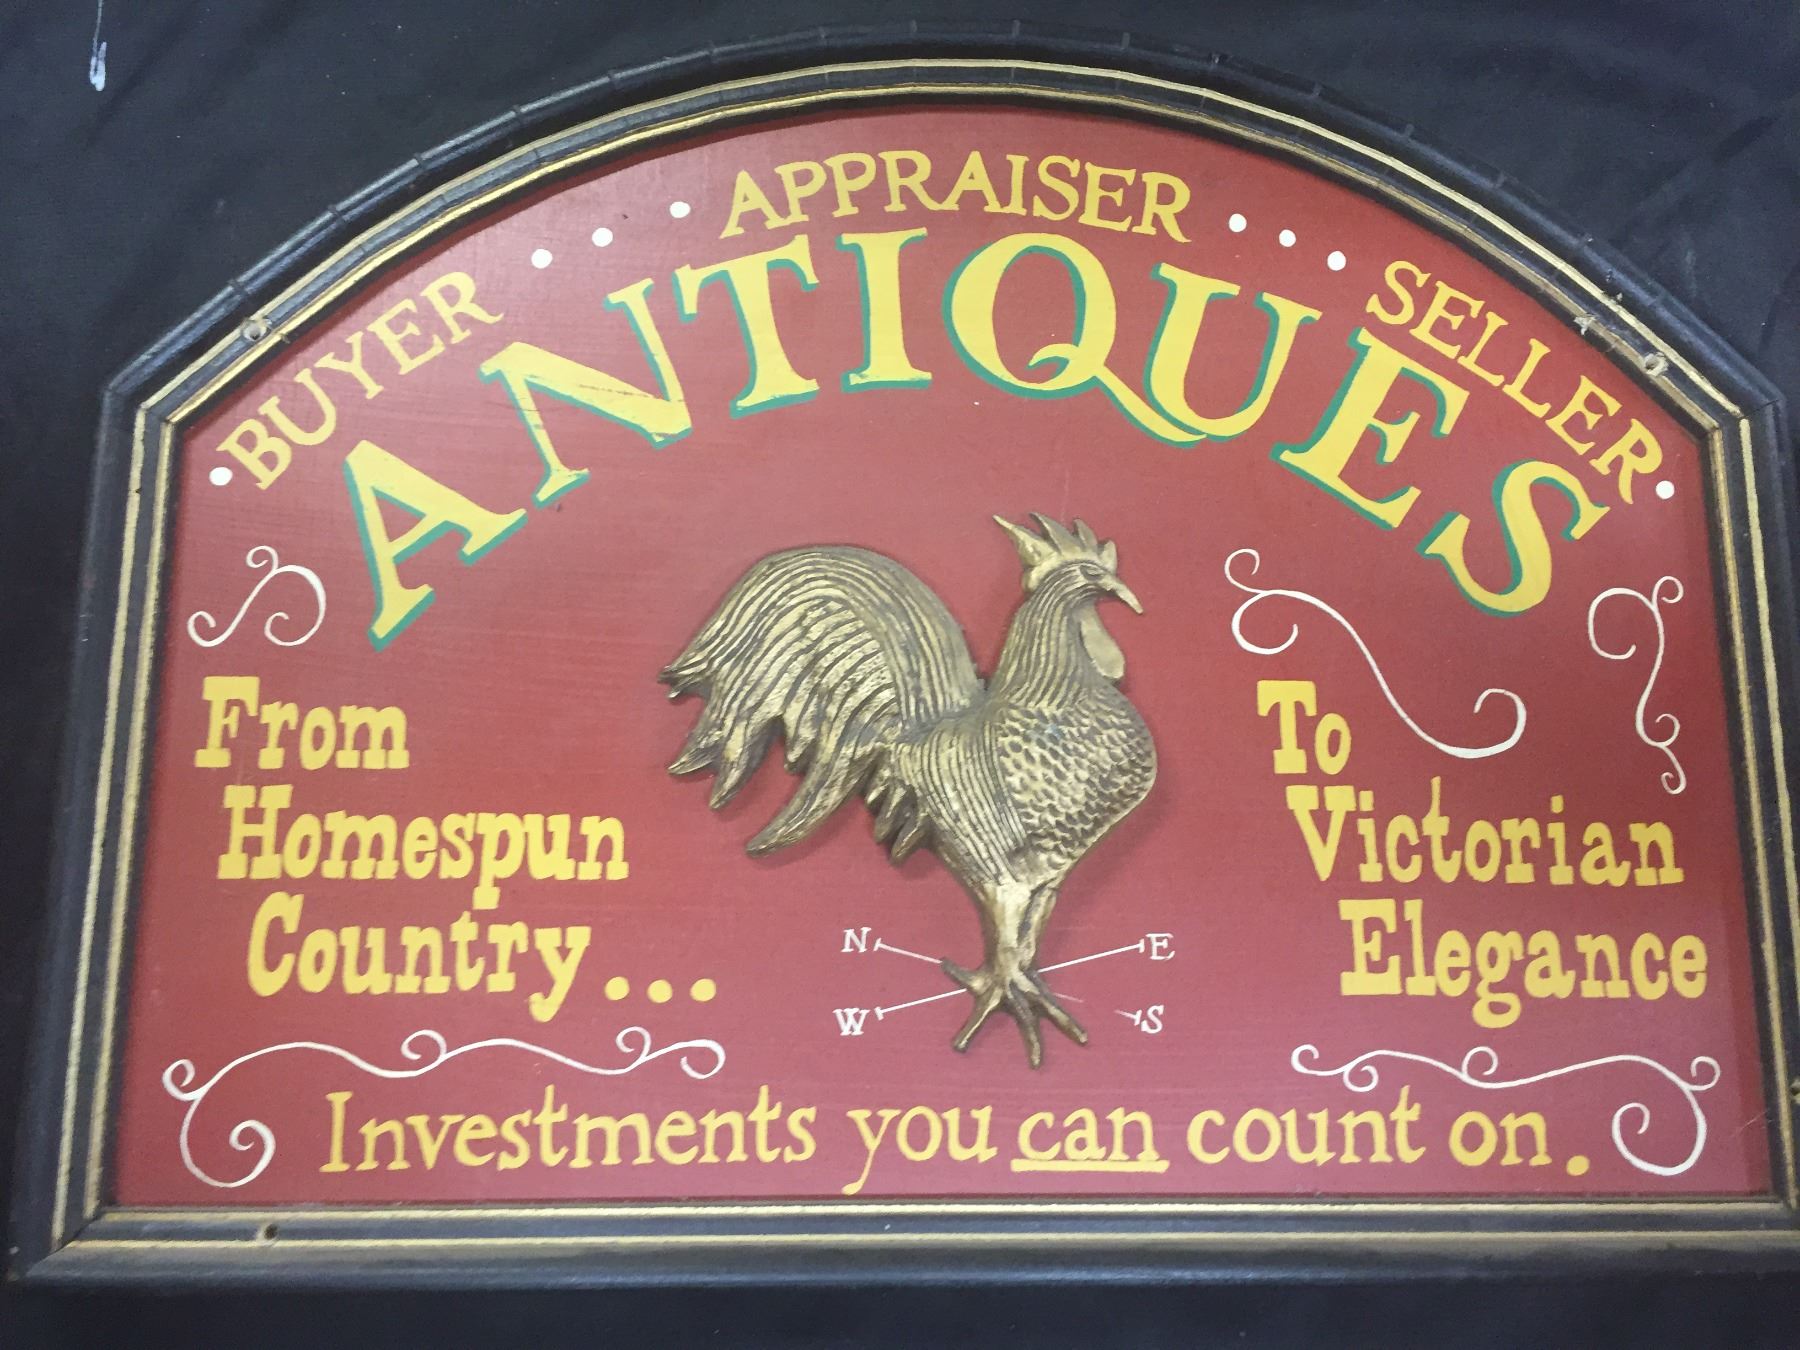 BUYER... APPRAISER... SELLER
ANTIQUES
From
Homespun
Country...
To
Victorian
Elegance
N E
W S
Investments you can count on.